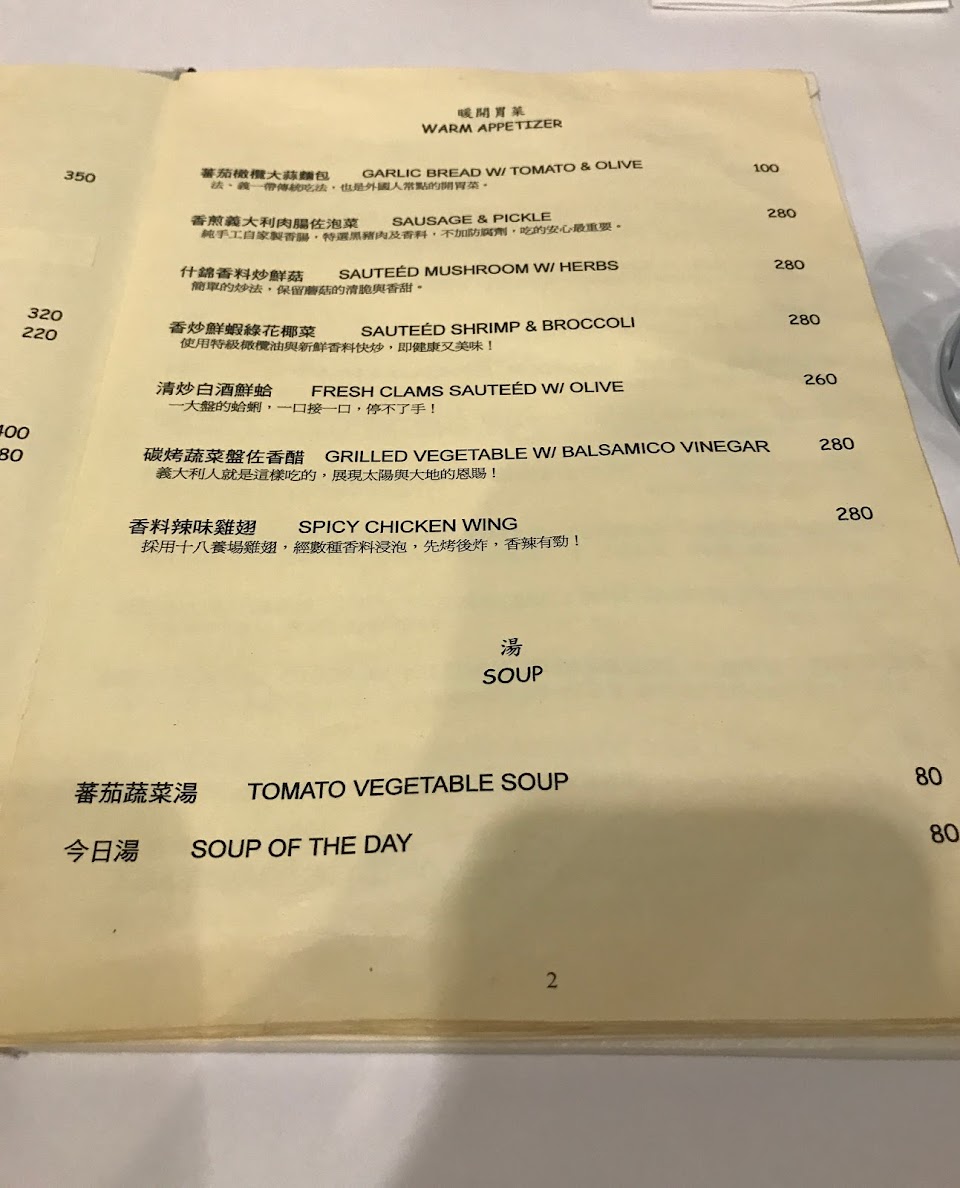 350
320
220
400
80
暖開胃菜
WARM APPETIZER
蕃茄橄欖大蒜麵包 GARLIC BREAD W/ TOMATO & OLIVE 100
法、義一帶傳統吃法，也是外國人常點的開胃菜。
香煎義大利肉腸佐泡菜 SAUSAGE & PICKLE 280
純手工自家製香腸，特選黑豬肉及香料，不加防腐劑，吃的安心最重要。
什錦香料炒鮮菇 SAUTEÉD MUSHROOM W/ HERBS 280
簡單的炒法，保留蘑菇的清脆與香甜。
香炒鮮蝦綠花椰菜 SAUTEÉD SHRIMP & BROCCOLI 280
使用特級橄欖油與新鮮香料快炒，即健康又美味！
清炒白酒鮮蛤 FRESH CLAMS SAUTEÉD W/ OLIVE 260
一大盤的蛤蜊，一口接一口，停不了手！
碳烤蔬菜盤佐香醋 GRILLED VEGETABLE W/ BALSAMICO VINEGAR 280
義大利人就是這樣吃的，展現太陽與大地的恩賜！
香料辣味雞翅 SPICY CHICKEN WING 280
採用十八養場雞翅，經數種香料浸泡，先烤後炸，香辣有勁！
湯
SOUP
蕃茄蔬菜湯 TOMATO VEGETABLE SOUP 80
今日湯 SOUP OF THE DAY 80
2